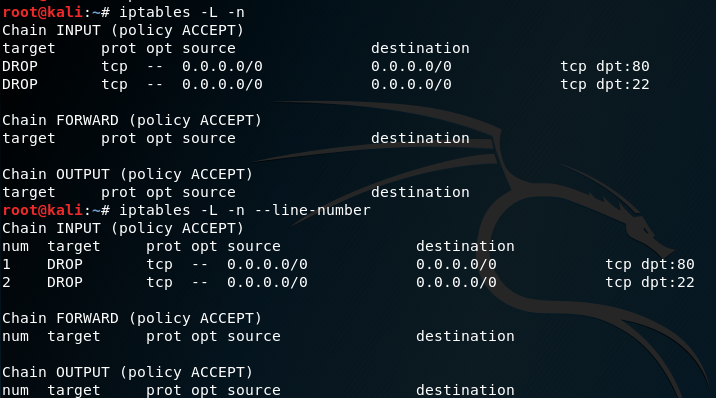 root@kali:~# iptables -L -n
Chain INPUT (policy ACCEPT)
target     prot opt source               destination
DROP       tcp  --  0.0.0.0/0            0.0.0.0/0            tcp dpt:80
DROP       tcp  --  0.0.0.0/0            0.0.0.0/0            tcp dpt:22

Chain FORWARD (policy ACCEPT)
target     prot opt source               destination

Chain OUTPUT (policy ACCEPT)
target     prot opt source               destination
root@kali:~# iptables -L -n --line-number
Chain INPUT (policy ACCEPT)
num  target     prot opt source               destination
1    DROP       tcp  --  0.0.0.0/0            0.0.0.0/0            tcp dpt:80
2    DROP       tcp  --  0.0.0.0/0            0.0.0.0/0            tcp dpt:22

Chain FORWARD (policy ACCEPT)
num  target     prot opt source               destination

Chain OUTPUT (policy ACCEPT)
num  target     prot opt source               destination